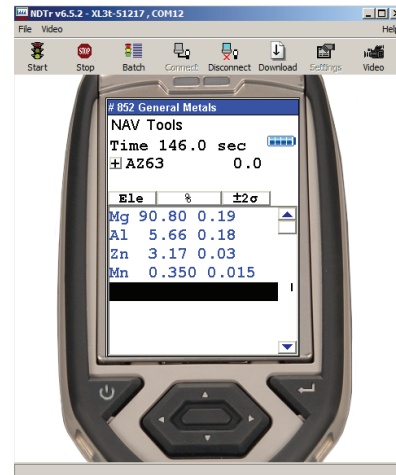 NDTr v6.5.2 - XL3t-51217 , COM12
File Video Help
STOP
Start Stop Batch Connect Disconnect Download Settings Video
# 852 General Metals
NAV Tools
Time 146.0 sec
+ AZ63 0.0
Ele % ±2σ
Mg 90.80 0.19
Al 5.66 0.18
Zn 3.17 0.03
Mn 0.350 0.015